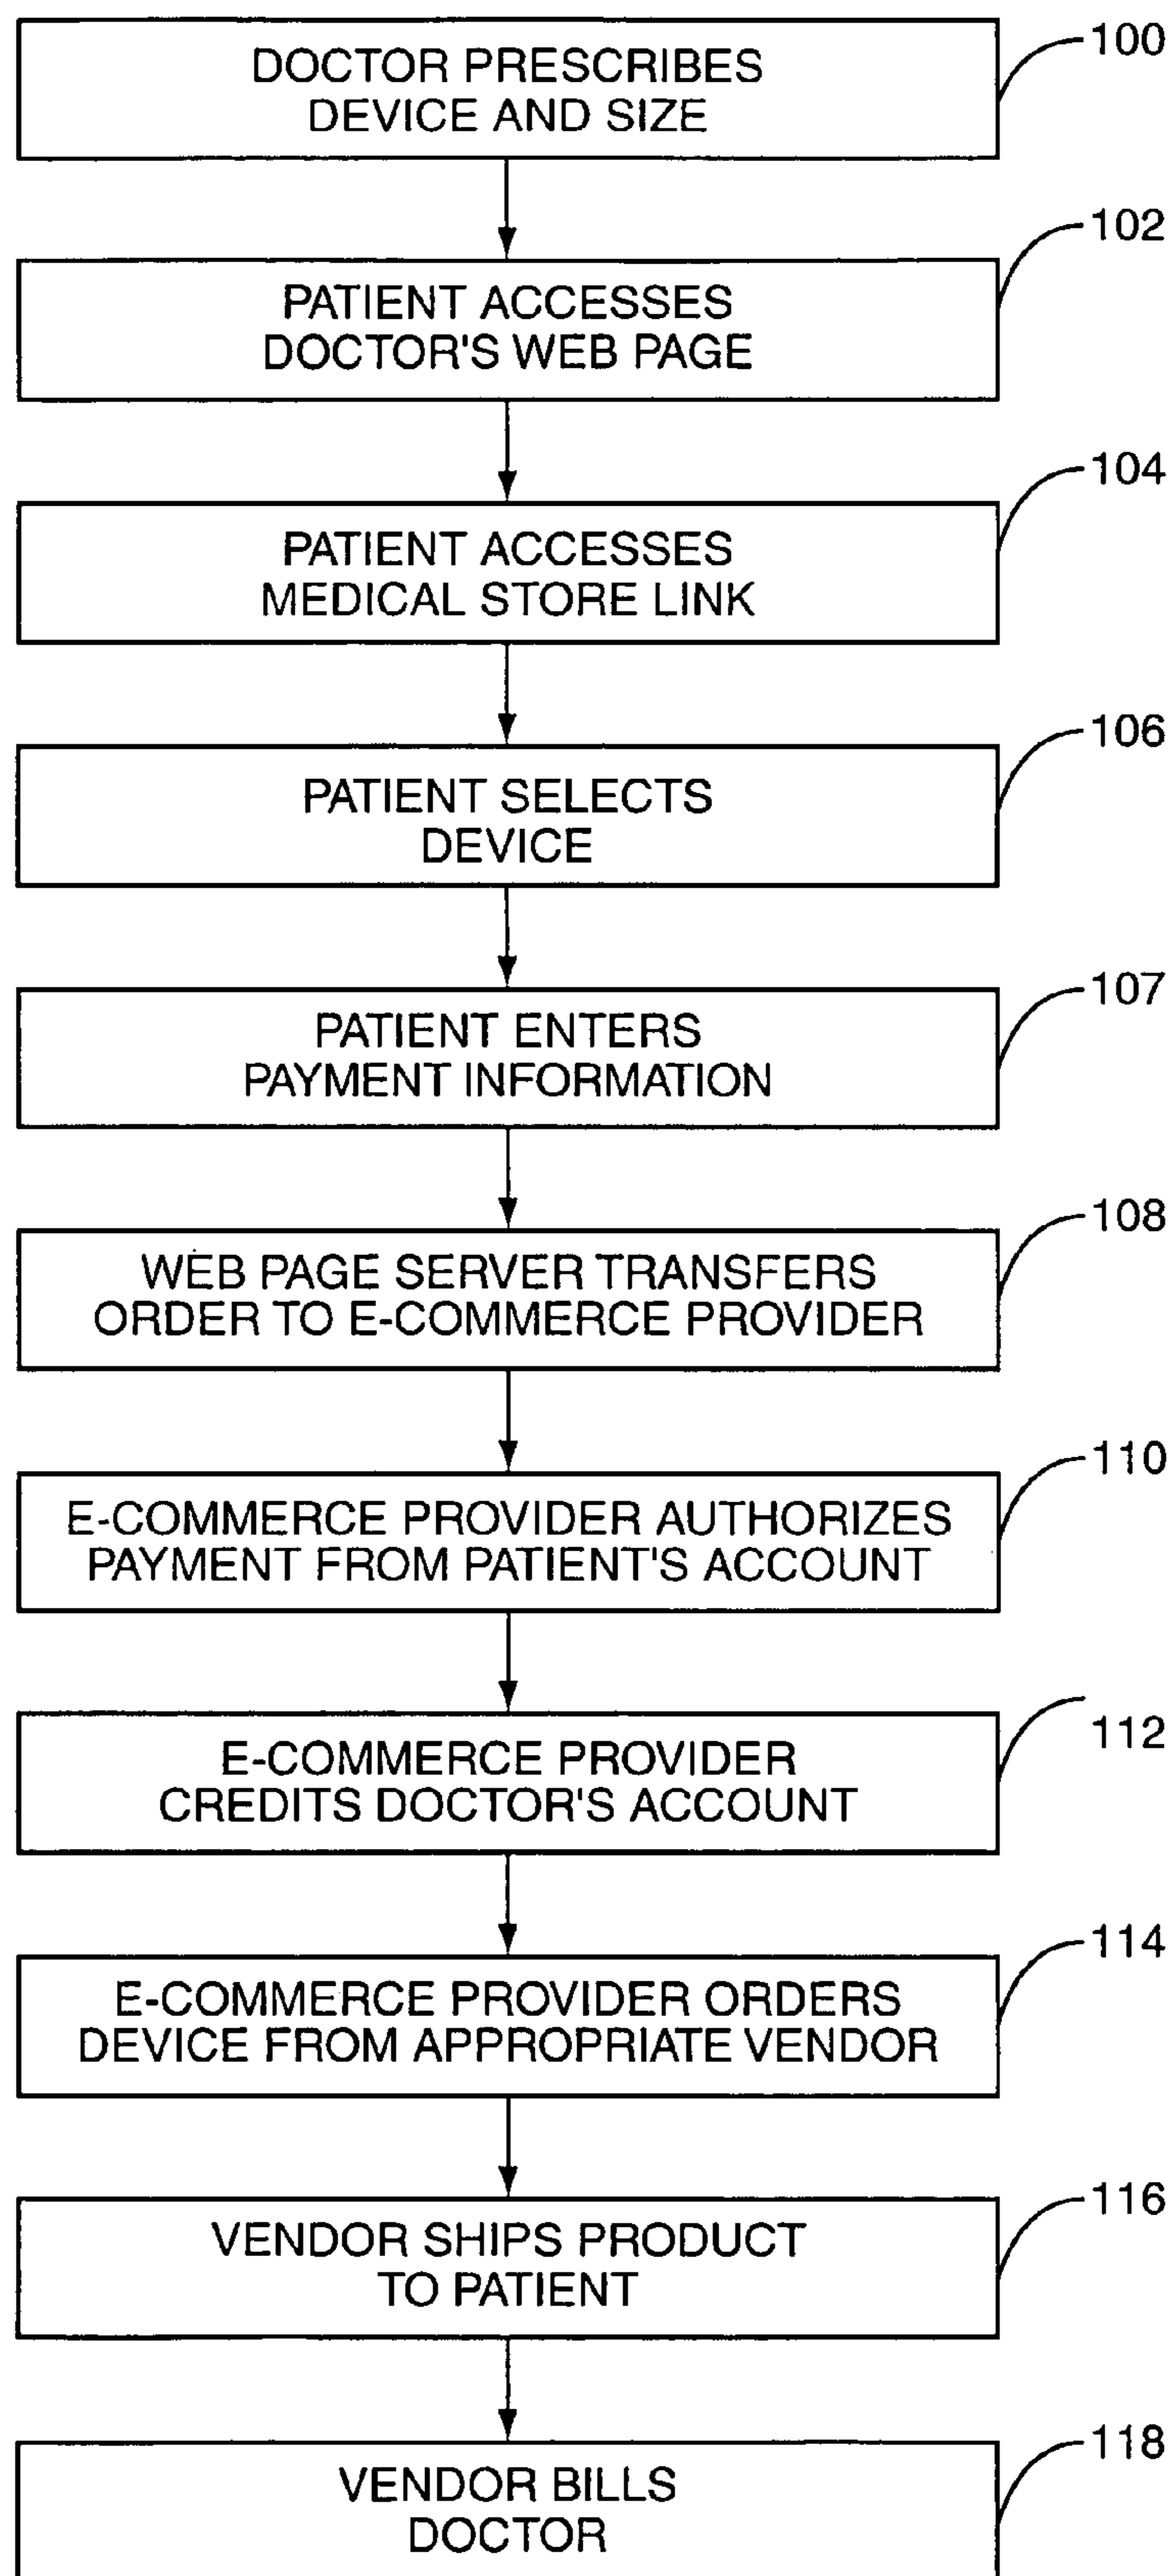 DOCTOR PRESCRIBES
DEVICE AND SIZE
100
PATIENT ACCESSES
DOCTOR'S WEB PAGE
102
PATIENT ACCESSES
MEDICAL STORE LINK
104
PATIENT SELECTS
DEVICE
106
PATIENT ENTERS
PAYMENT INFORMATION
107
WEB PAGE SERVER TRANSFERS
ORDER TO E-COMMERCE PROVIDER
108
E-COMMERCE PROVIDER AUTHORIZES
PAYMENT FROM PATIENT'S ACCOUNT
110
E-COMMERCE PROVIDER
CREDITS DOCTOR'S ACCOUNT
112
E-COMMERCE PROVIDER ORDERS
DEVICE FROM APPROPRIATE VENDOR
114
VENDOR SHIPS PRODUCT
TO PATIENT
116
VENDOR BILLS
DOCTOR
118